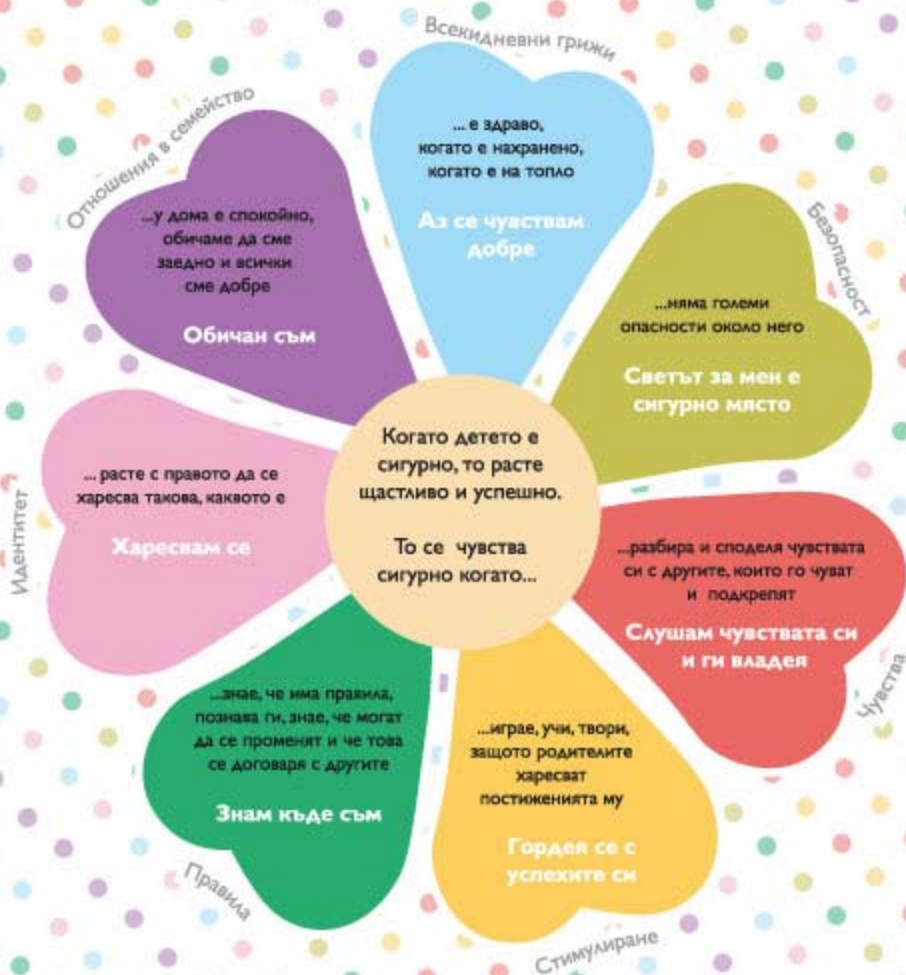 Всекидневни грижи
... е здраво,
когато е нахранено,
когато е на топло
Аз се чувствам
добре
Безопасност
...няма големи
опасности около него
Светът за мен е
сигурно място
...разбира и споделя чувствата
си с другите, които го чуват
и подкрепят
Слушам чувствата си
и ги владея
Чувства
...играе, учи, твори,
защото родителите
харесват
постиженията му
Гордея се с
успехите си
Стимулиране
...знае, че има правила,
познава ги, знае, че могат
да се променят и че това
се договаря с другите
Знам къде съм
Правила
... расте с правото да се
харесва такова, каквото е
Харесвам се
Идентитет
Отношения в семейство
...у дома е спокойно,
обичаме да сме
заедно и всички
сме добре
Обичан съм
Когато детето е
сигурно, то расте
щастливо и успешно.
То се чувства
сигурно когато...